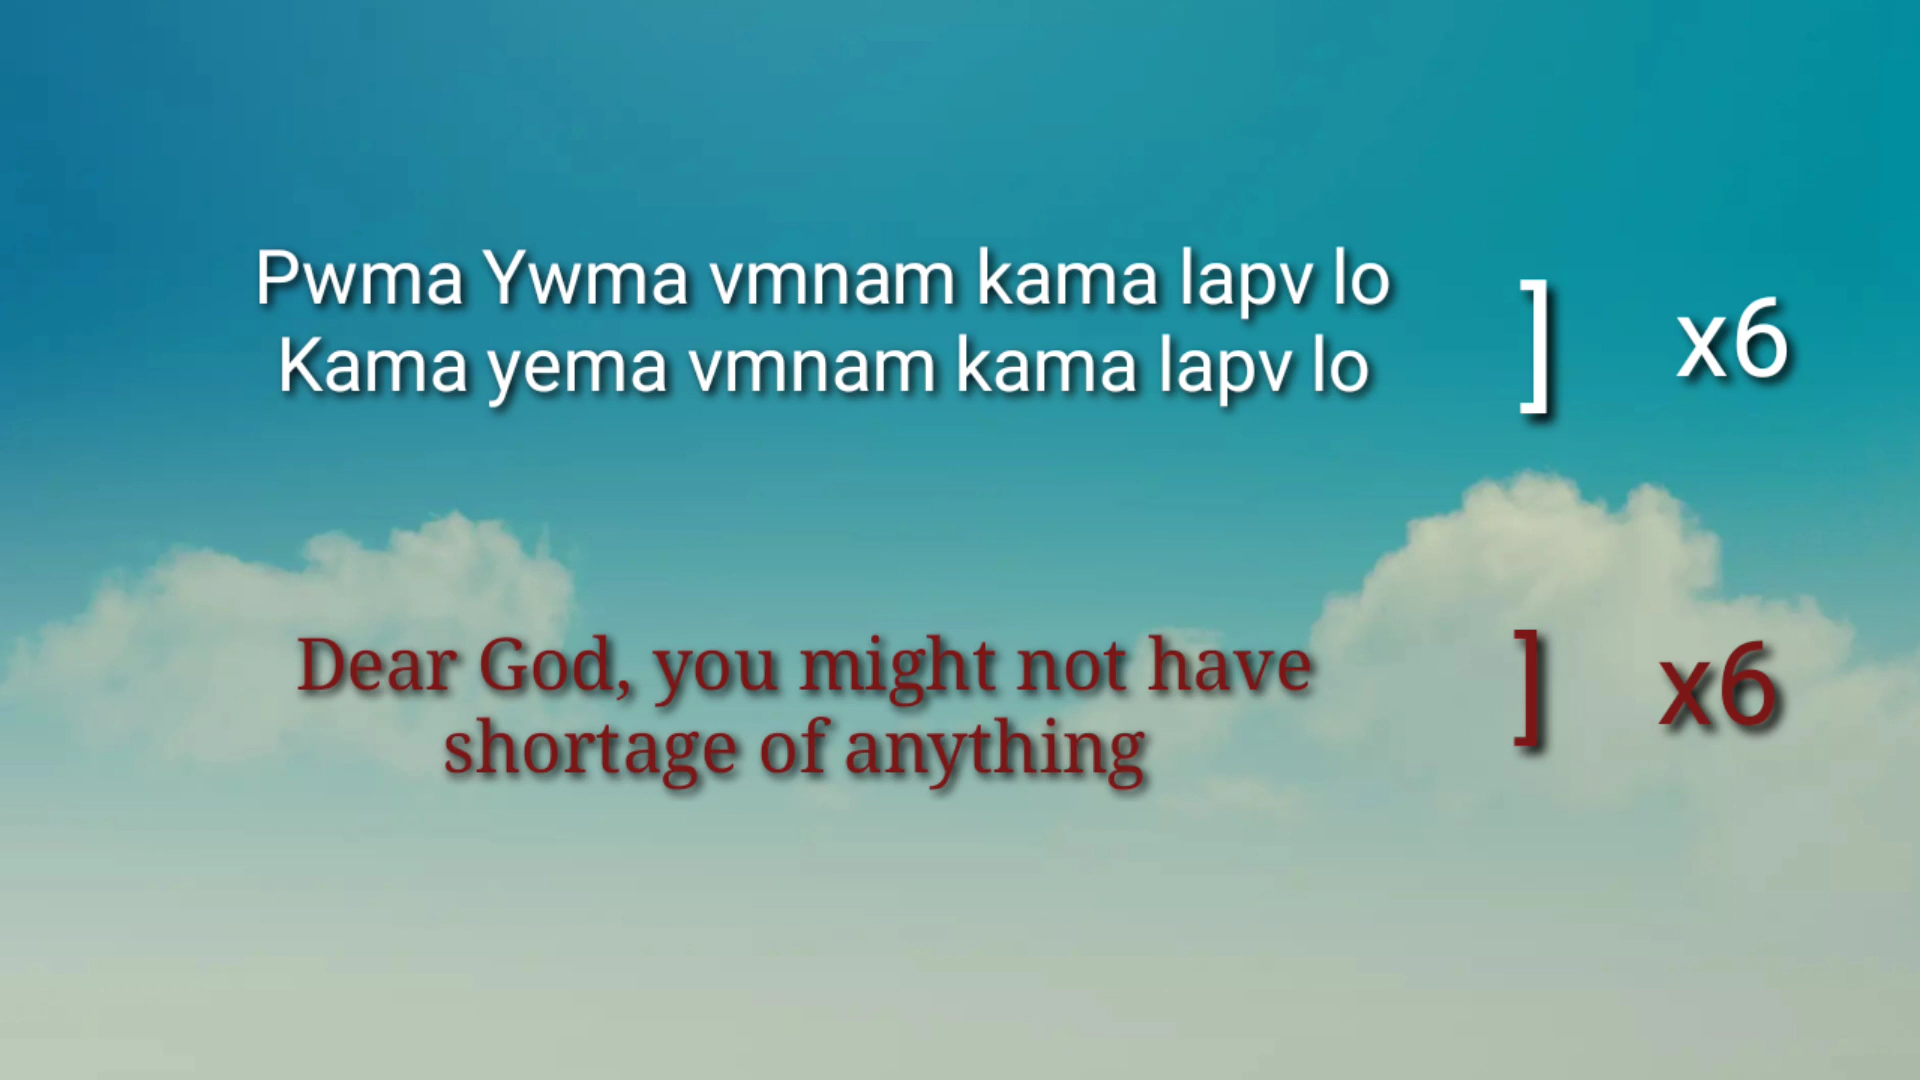 Pwma Ywma vmnam kama lapv lo
Kama yema vmnam kama lapv lo
] x6
Dear God, you might not have
shortage of anything
] x6